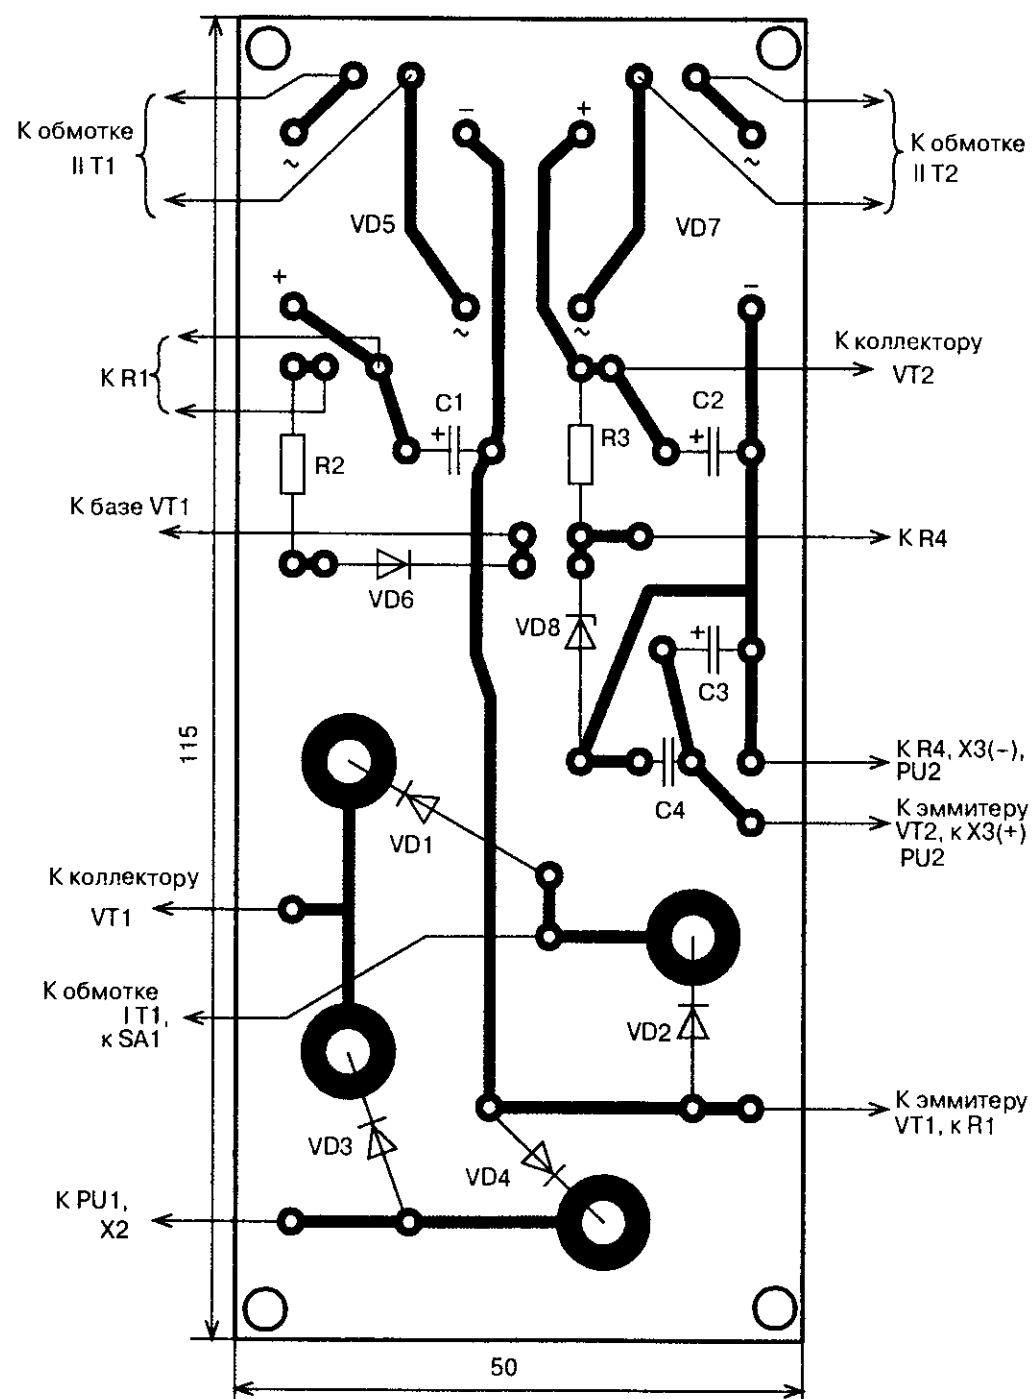 К обмотке
II T1
~
–
+
~
К обмотке
II T2
VD5
VD7
+
~
~
–
К R1
C1
+
К коллектору
VT2
C2
+
R2
R3
К базе VT1
К R4
VD6
VD8
+
C3
115
К R4, X3(–),
PU2
C4
К эммитеру
VT2, к X3(+)
PU2
VD1
К коллектору
VT1
К обмотке
I T1,
к SA1
VD2
К эммитеру
VT1, к R1
VD3
VD4
К PU1,
X2
50